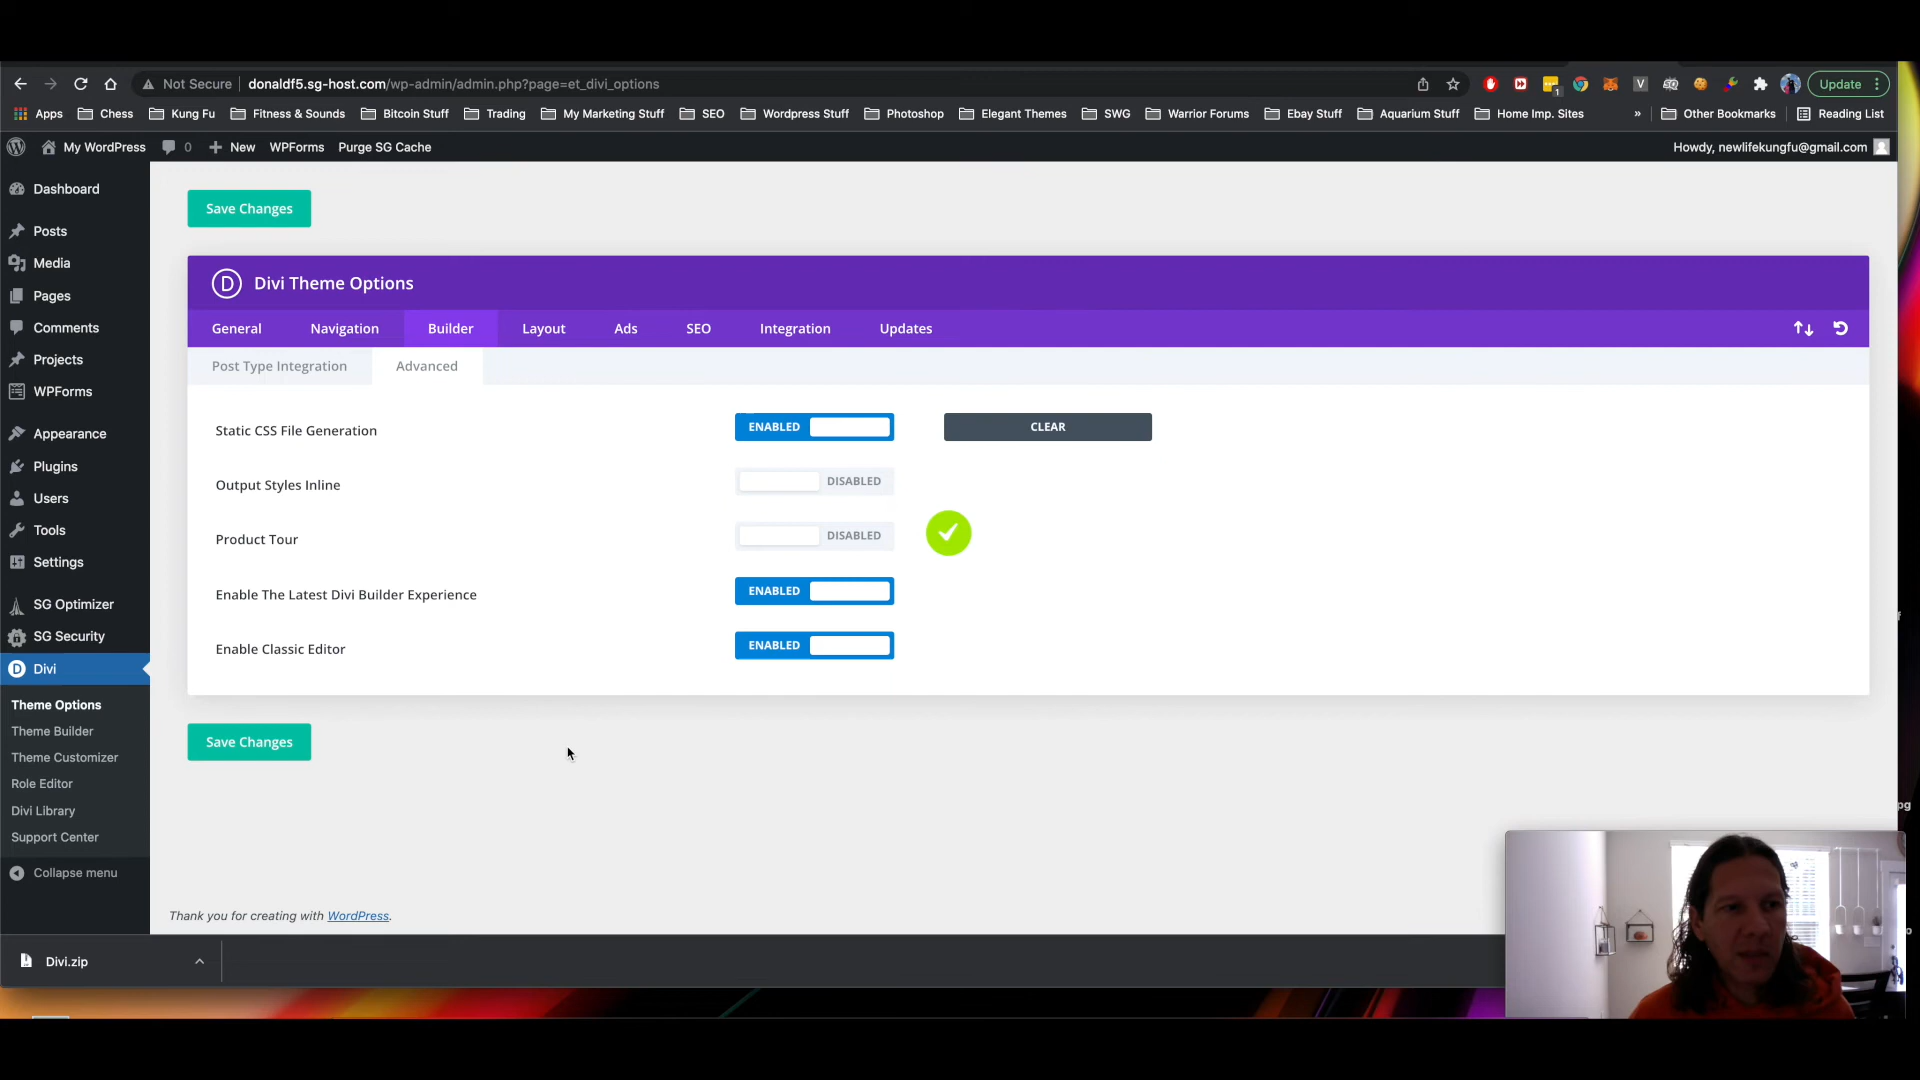 Not Secure donaldf5.sg-host.com/wp-admin/admin.php?page=et_divi_options Update
Apps Chess Kung Fu Fitness & Sounds Bitcoin Stuff Trading My Marketing Stuff SEO Wordpress Stuff Photoshop Elegant Themes SWG Warrior Forums Ebay Stuff Aquarium Stuff Home Imp. Sites » Other Bookmarks Reading List
My WordPress 0 New WPForms Purge SG Cache Howdy, newlifekungfu@gmail.com
Dashboard
Posts
Media
Pages
Comments
Projects
WPForms
Appearance
Plugins
Users
Tools
Settings
SG Optimizer
SG Security
Divi
Theme Options
Theme Builder
Theme Customizer
Role Editor
Divi Library
Support Center
Collapse menu
Save Changes
D Divi Theme Options
General Navigation Builder Layout Ads SEO Integration Updates
Post Type Integration Advanced
Static CSS File Generation ENABLED CLEAR
Output Styles Inline DISABLED
Product Tour DISABLED
Enable The Latest Divi Builder Experience ENABLED
Enable Classic Editor ENABLED
Save Changes
Thank you for creating with WordPress.
Divi.zip